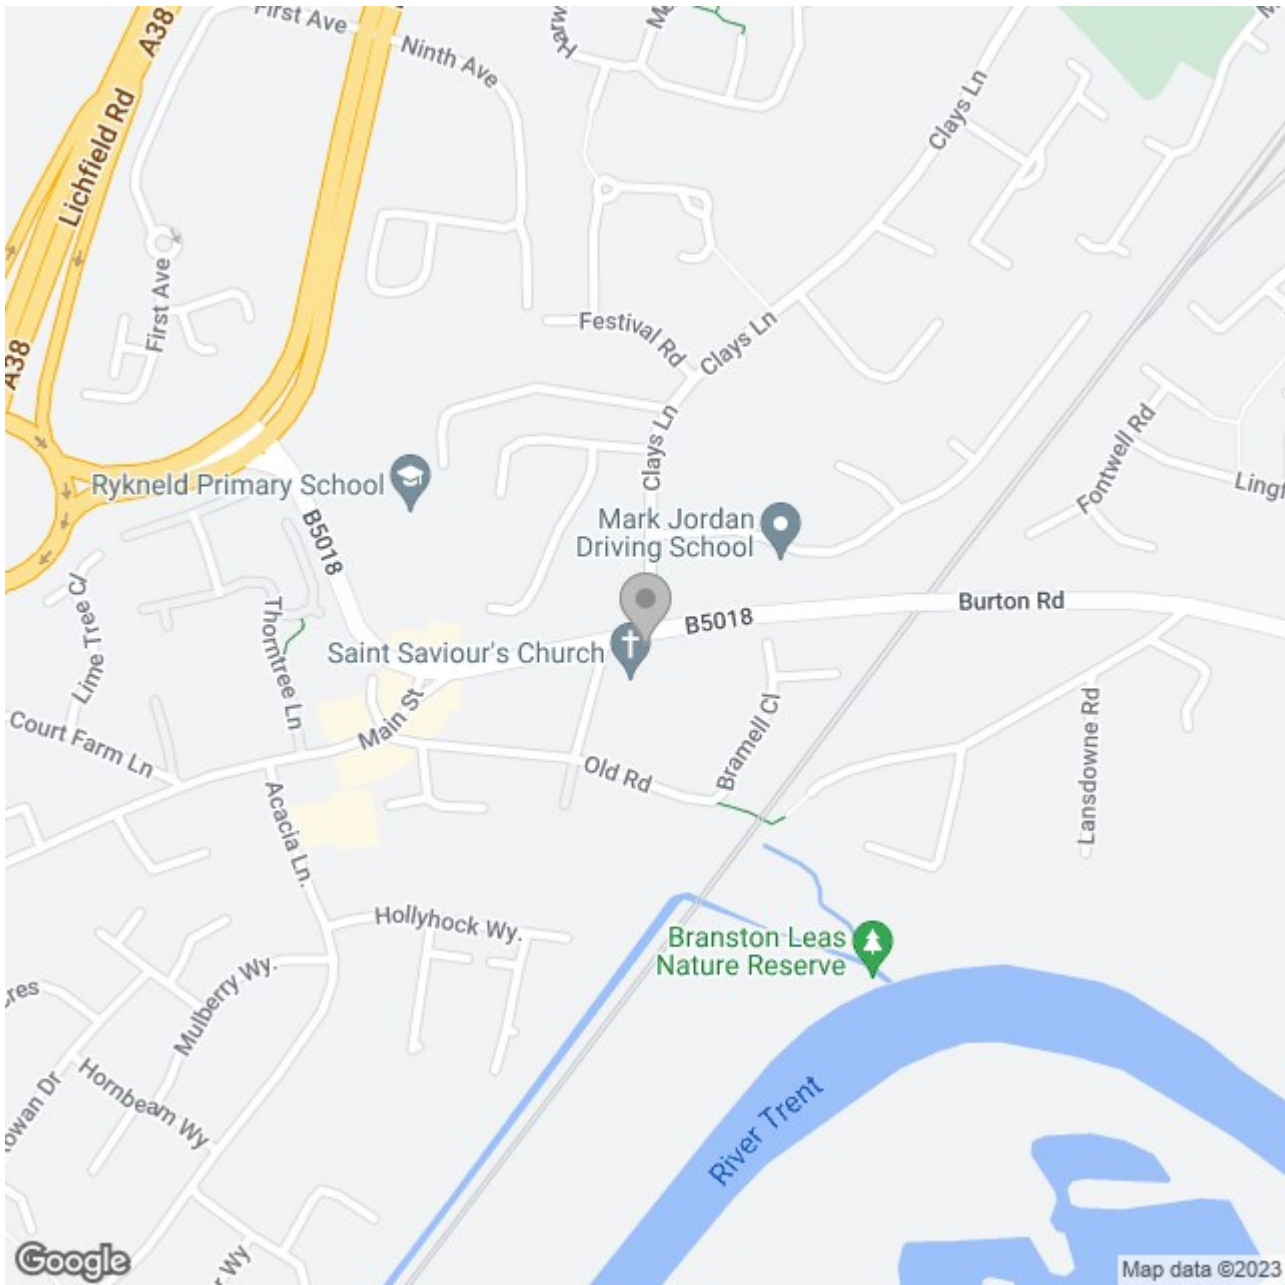 First Ave
A38
Ninth Ave
Lichfield Rd
Clays Ln
First Ave
Festival Rd
Clays Ln
A38
Clays Ln
Fontwell Rd
Rykneld Primary School
Mark Jordan
Driving School
B5018
Lime Tree Cl
Thorntree Ln
Burton Rd
B5018
Saint Saviour's Church
Main St
Court Farm Ln
Bramell Cl
Lansdowne Rd
Old Rd
Acacia Ln.
Hollyhock Wy.
Branston Leas
Nature Reserve
Mulberry Wy.
Hornbeam Wy
River Trent
Google
Map data ©2023